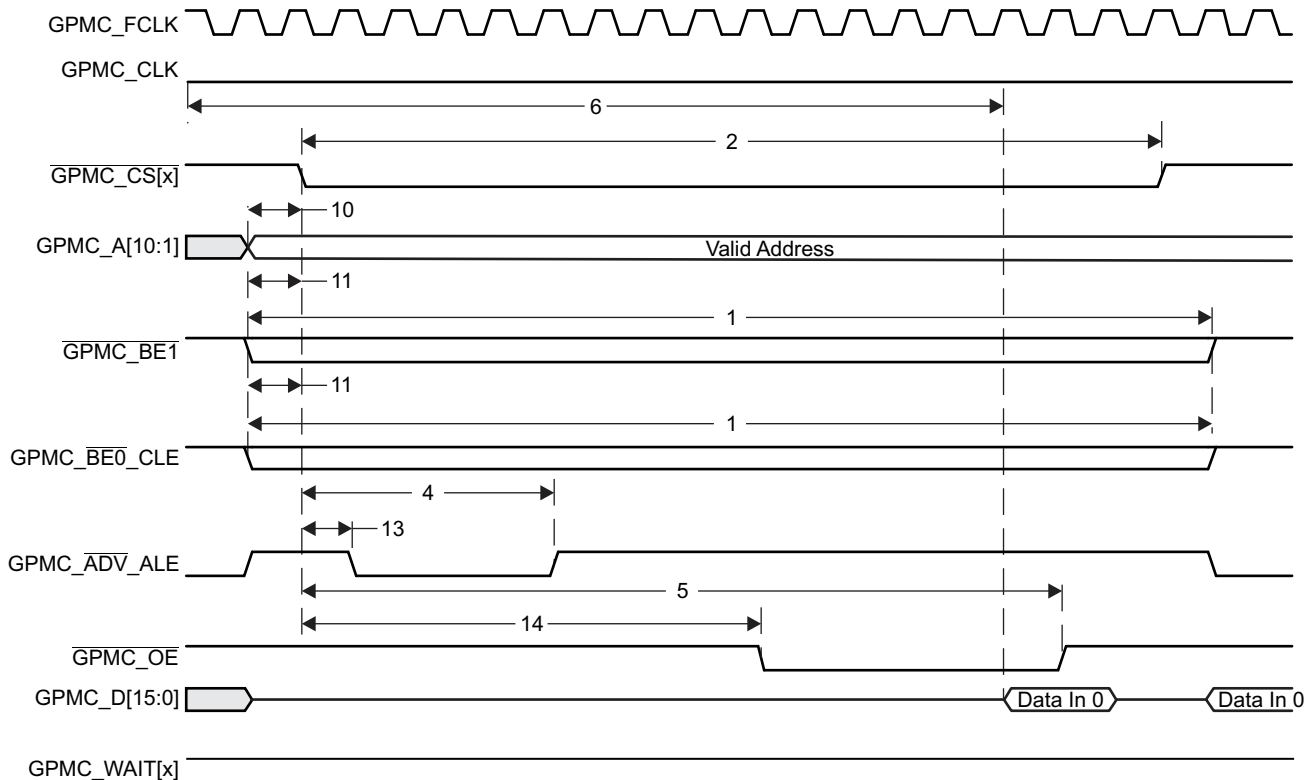 GPMC_FCLK
GPMC_CLK
6
2
GPMC_CS[x]
10
GPMC_A[10:1]
Valid Address
11
1
GPMC_BE1
11
1
GPMC_BE0_CLE
4
13
GPMC_ADV_ALE
5
14
GPMC_OE
GPMC_D[15:0]
Data In 0
Data In 0
GPMC_WAIT[x]